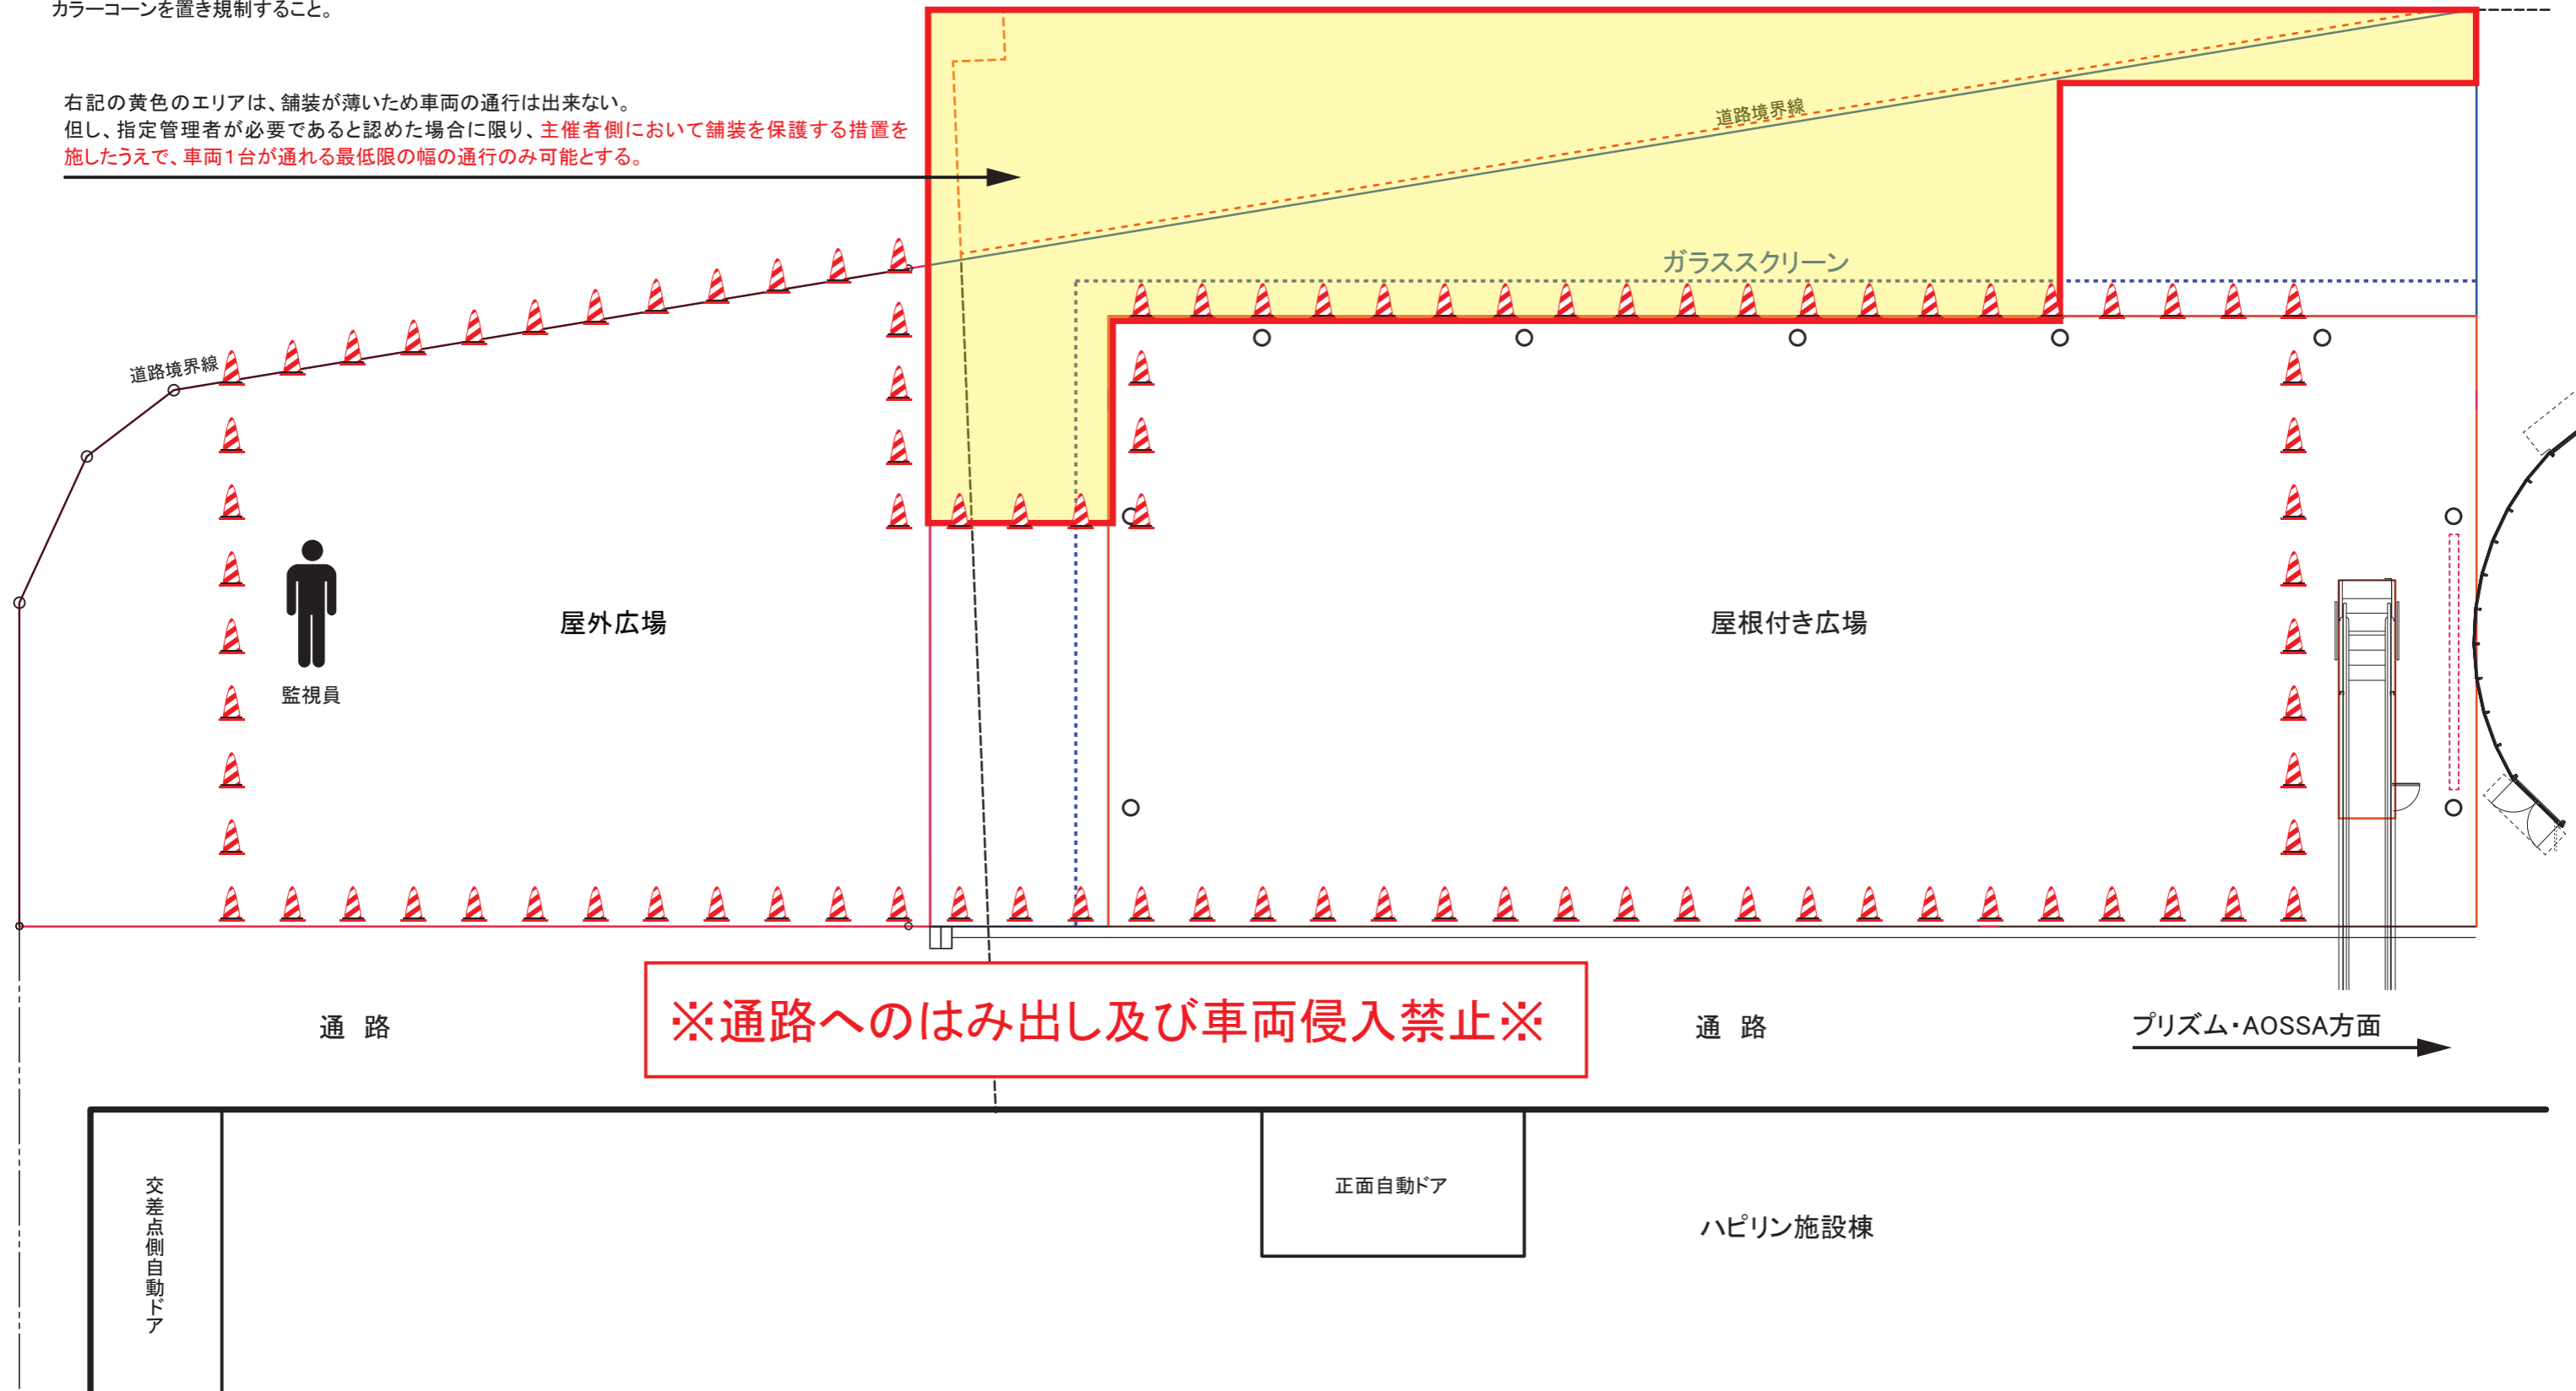 カラーコーンを置き規制すること。
右記の黄色のエリアは、舗装が薄いため車両の通行は出来ない。
但し、指定管理者が必要であると認めた場合に限り、主催者側において舗装を保護する措置を
施したうえで、車両1台が通れる最低限の幅の通行のみ可能とする。
道路境界線
ガラススクリーン
道路境界線
屋外広場
屋根付き広場
監視員
※通路へのはみ出し及び車両侵入禁止※
通 路
通 路
プリズム・AOSSA方面
交差点側自動ドア
正面自動ドア
ハピリン施設棟